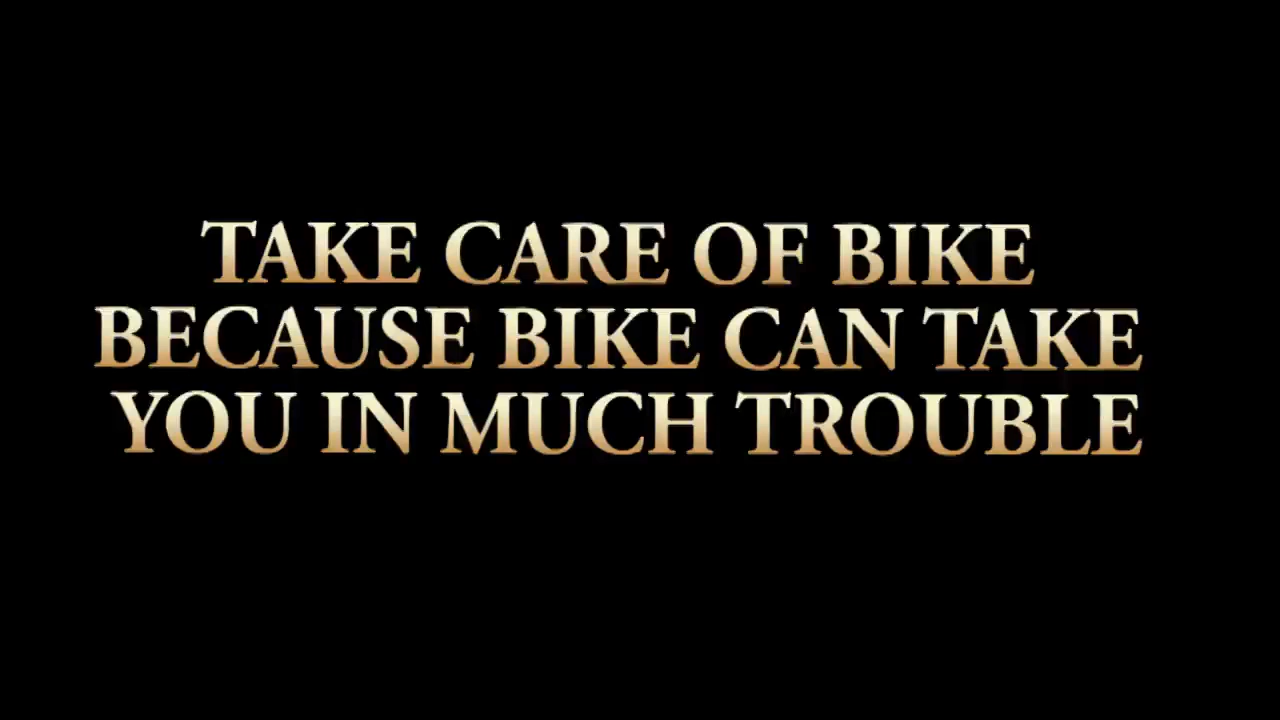 TAKE CARE OF BIKE
BECAUSE BIKE CAN TAKE
YOU IN MUCH TROUBLE